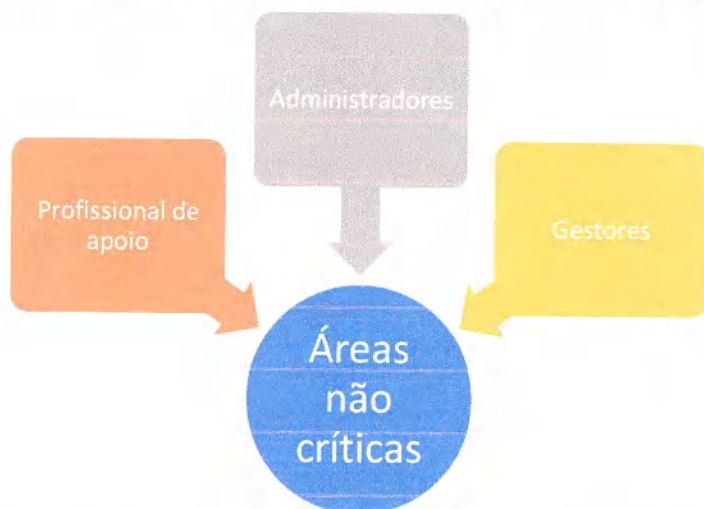 Administradores
Profissional de
apoio
Gestores
Áreas
não
críticas